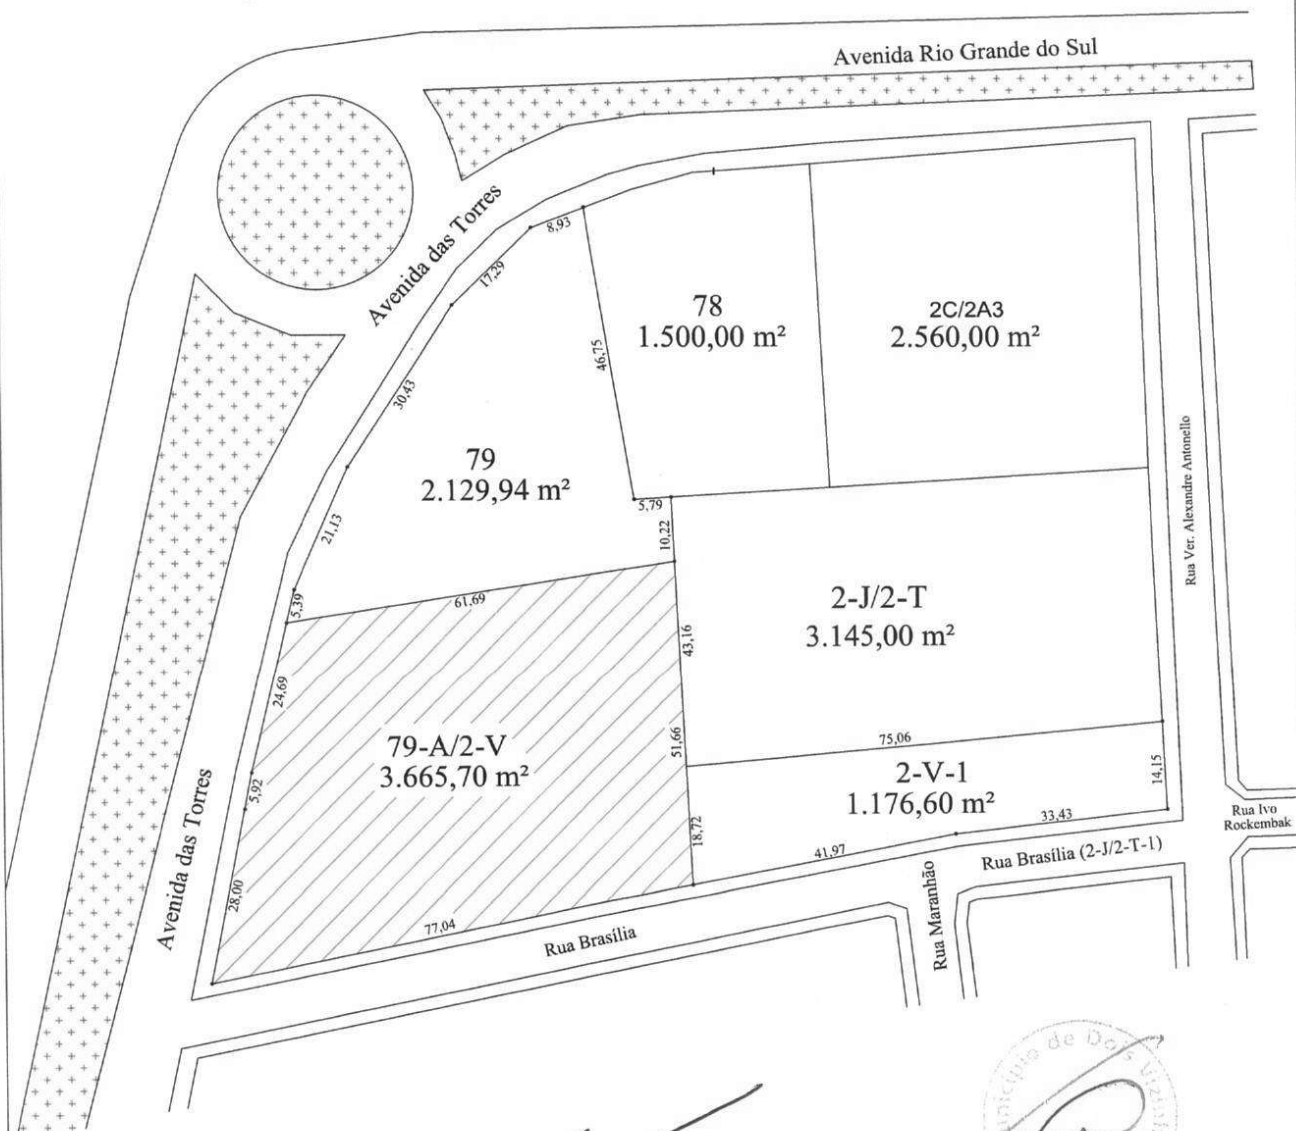 Avenida Rio Grande do Sul
Avenida das Torres
8,93
17,29
78
1.500,00 m²
2C/2A3
2.560,00 m²
46,75
30,43
79
2.129,94 m²
5,79
10,22
21,13
5,39
61,69
Rua Ver. Alexandre Antonello
2-J/2-T
3.145,00 m²
43,16
24,69
79-A/2-V
3.665,70 m²
51,66
75,06
2-V-1
1.176,60 m²
14,15
5,92
Avenida das Torres
18,72
33,43
41,97
Rua Ivo
Rockembak
Rua Brasília (2-J/2-T-1)
28,00
77,04
Rua Brasília
Rua Maranhão
de Dois